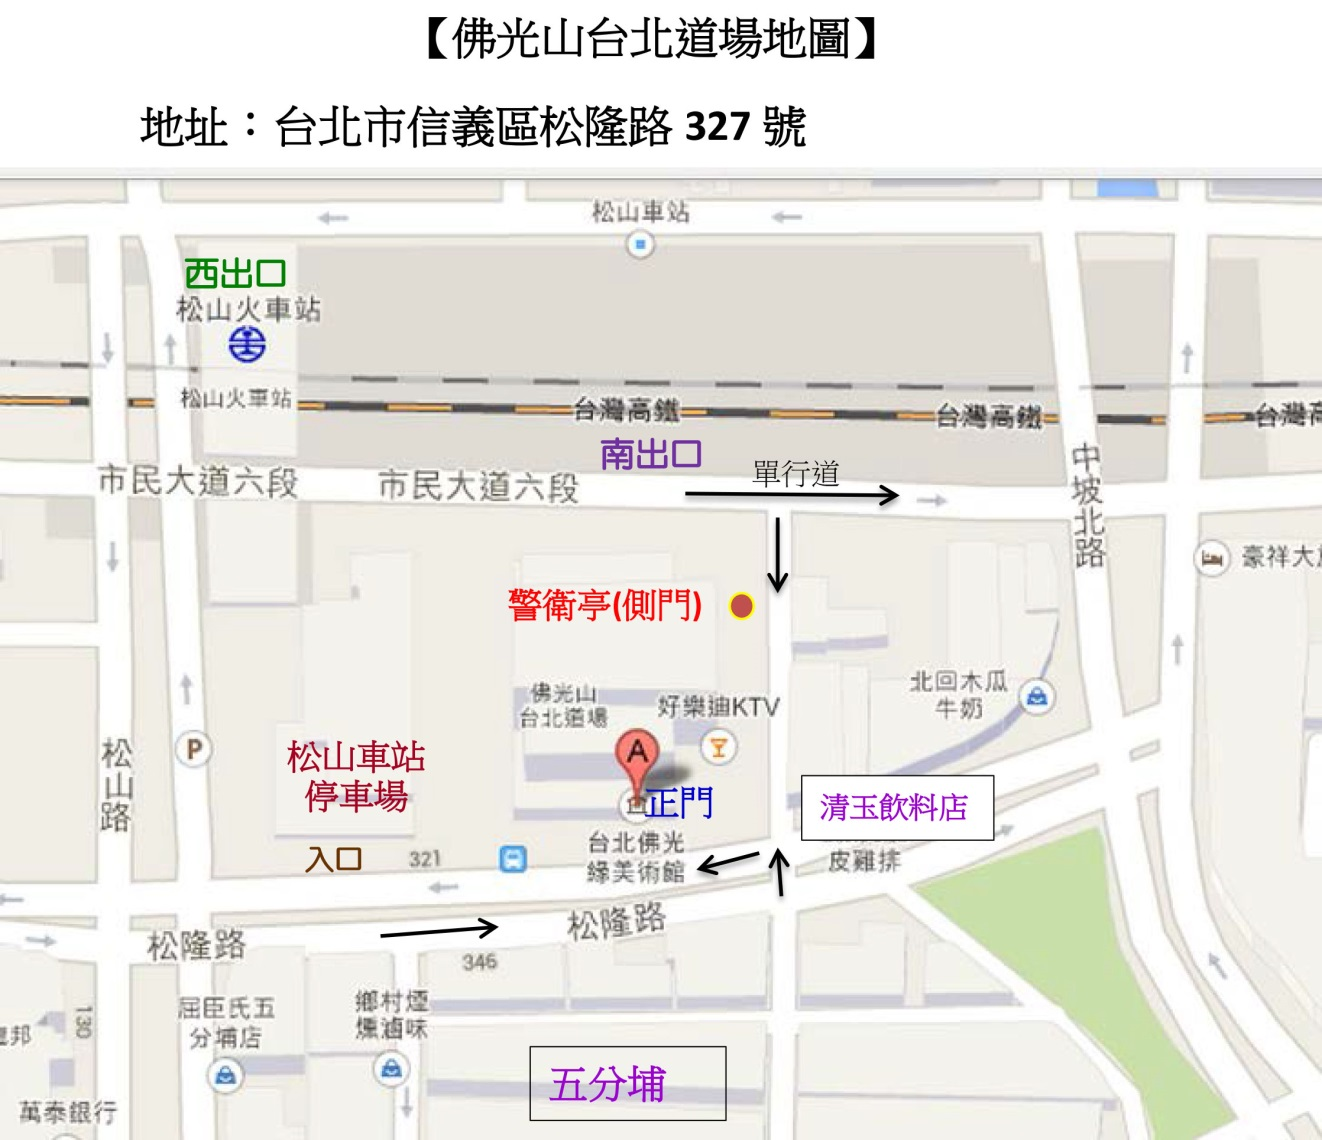 【佛光山台北道場地圖】
地址：台北市信義區松隆路 327 號
松山車站
西出口
松山火車站
松山火車站
台灣高鐵
台灣高鐵
台灣高
南出口
市民大道六段
市民大道六段
單行道
中坡北路
豪祥大
警衛亭(側門)
佛光山
台北道場
好樂迪KTV
北回木瓜
牛奶
P
松山路
松山車站
停車場
A
正門
清玉飲料店
台北佛光
緣美術館
皮雞排
入口
321
松隆路
松隆路
346
屈臣氏五
分埔店
鄉村煙
燻滷味
130
邦
五分埔
萬泰銀行